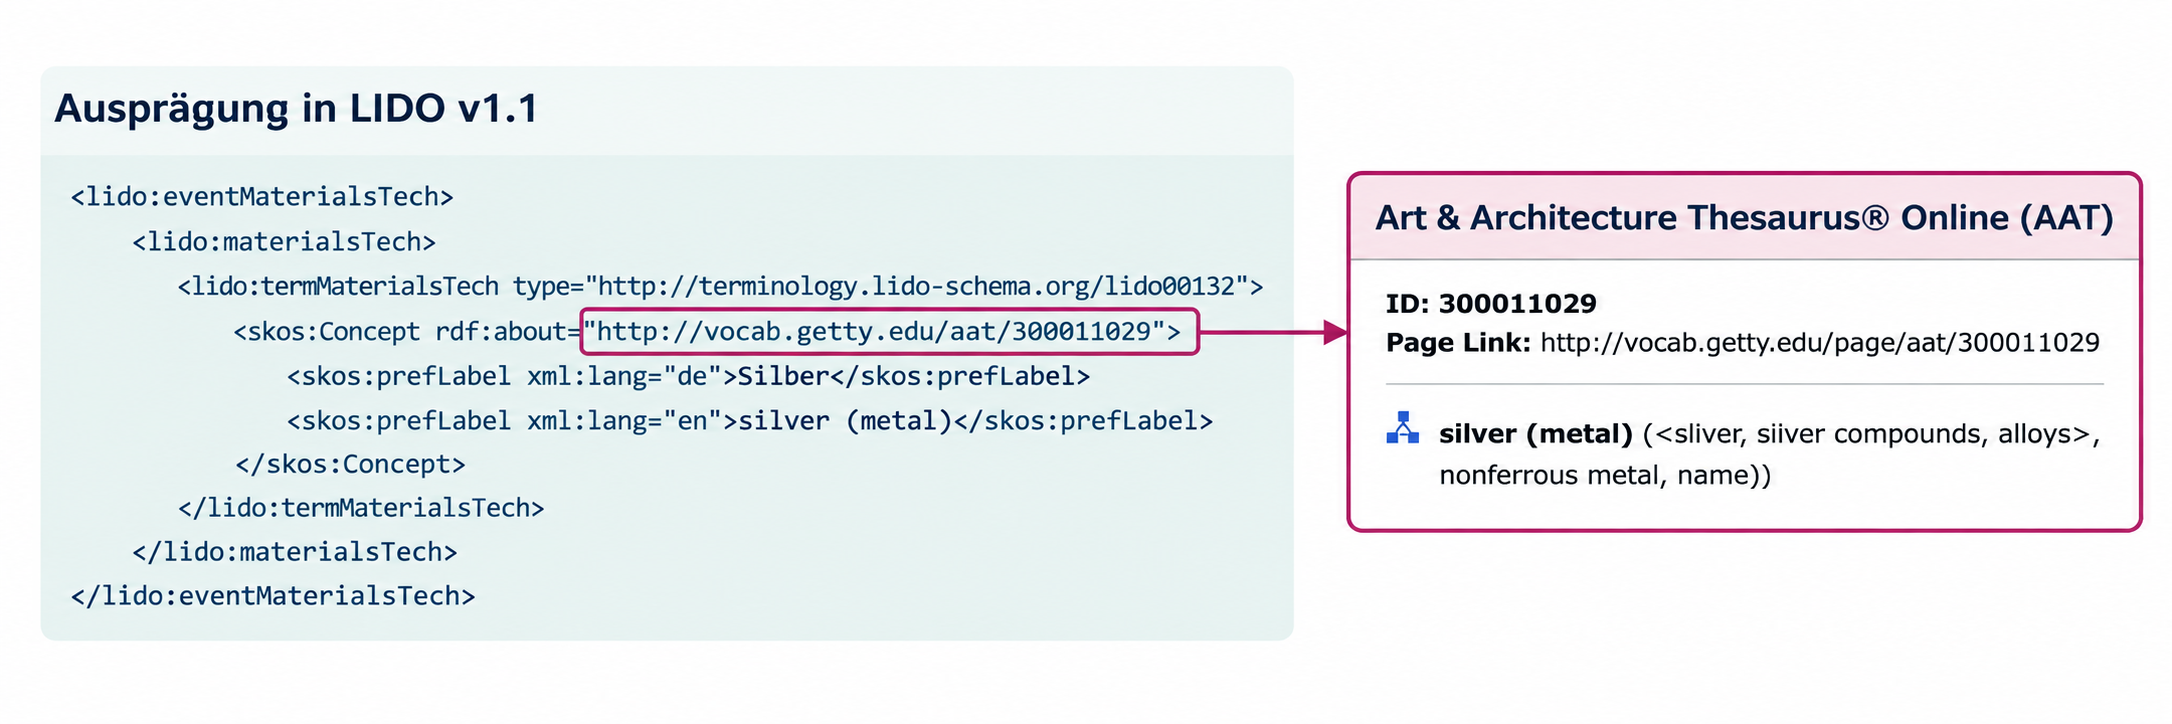 Ausprägung in LIDO v1.1
<lido:eventMaterialsTech>
<lido:materialsTech>
<lido:termMaterialsTech type="http://terminology.lido-schema.org/lido00132">
<skos:Concept rdf:about="http://vocab.getty.edu/aat/300011029">
<skos:prefLabel xml:lang="de">Silber</skos:prefLabel>
<skos:prefLabel xml:lang="en">silver (metal)</skos:prefLabel>
</skos:Concept>
</lido:termMaterialsTech>
</lido:materialsTech>
</lido:eventMaterialsTech>
Art & Architecture Thesaurus® Online (AAT)
ID: 300011029
Page Link: http://vocab.getty.edu/page/aat/300011029
silver (metal) (<sliver, siiver compounds, alloys>,
nonferrous metal, name))